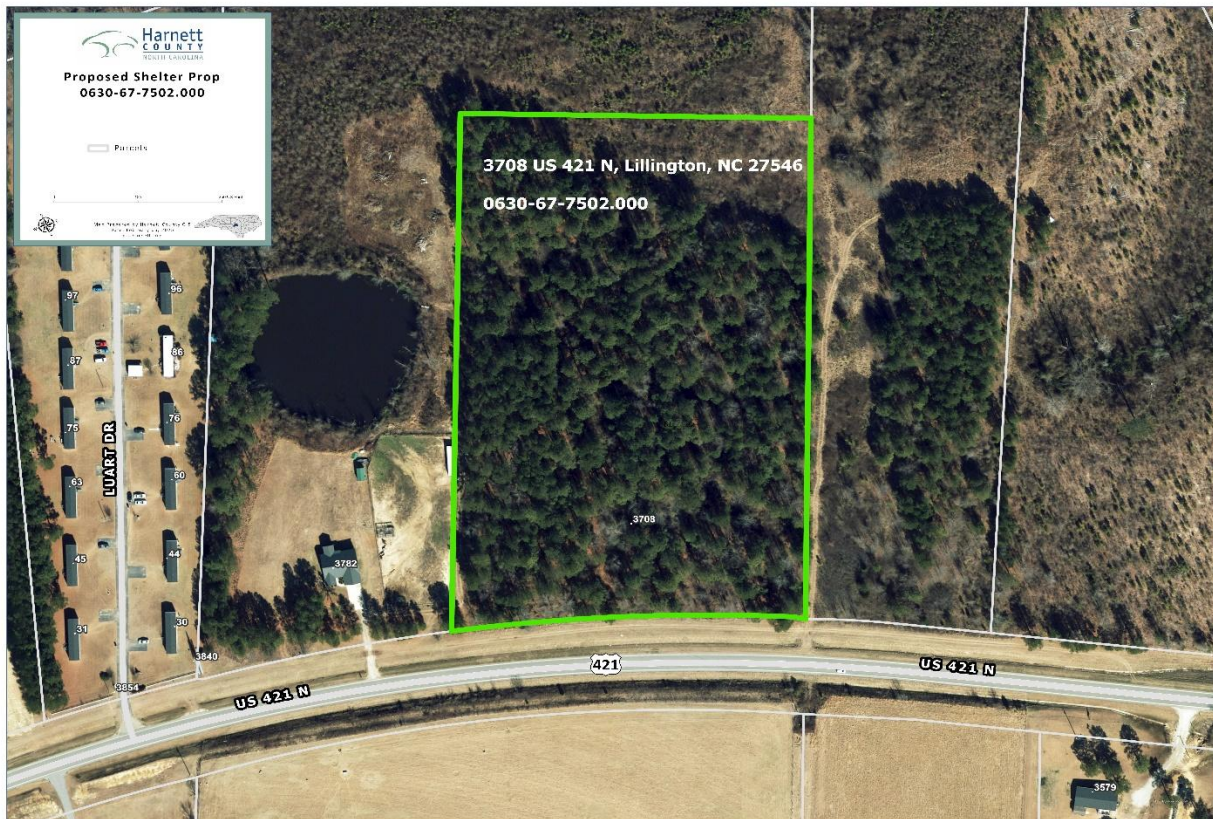 Harnett
COUNTY
NORTH CAROLINA
Proposed Shelter Prop
0630-67-7502.000
Parcels
3708 US 421 N, Lillington, NC 27546
0630-67-7502.000
97
96
87
86
75
76
LUART DR
63
60
3708
45
44
3782
31
30
3840
421
US 421 N
3854
US 421 N
3579